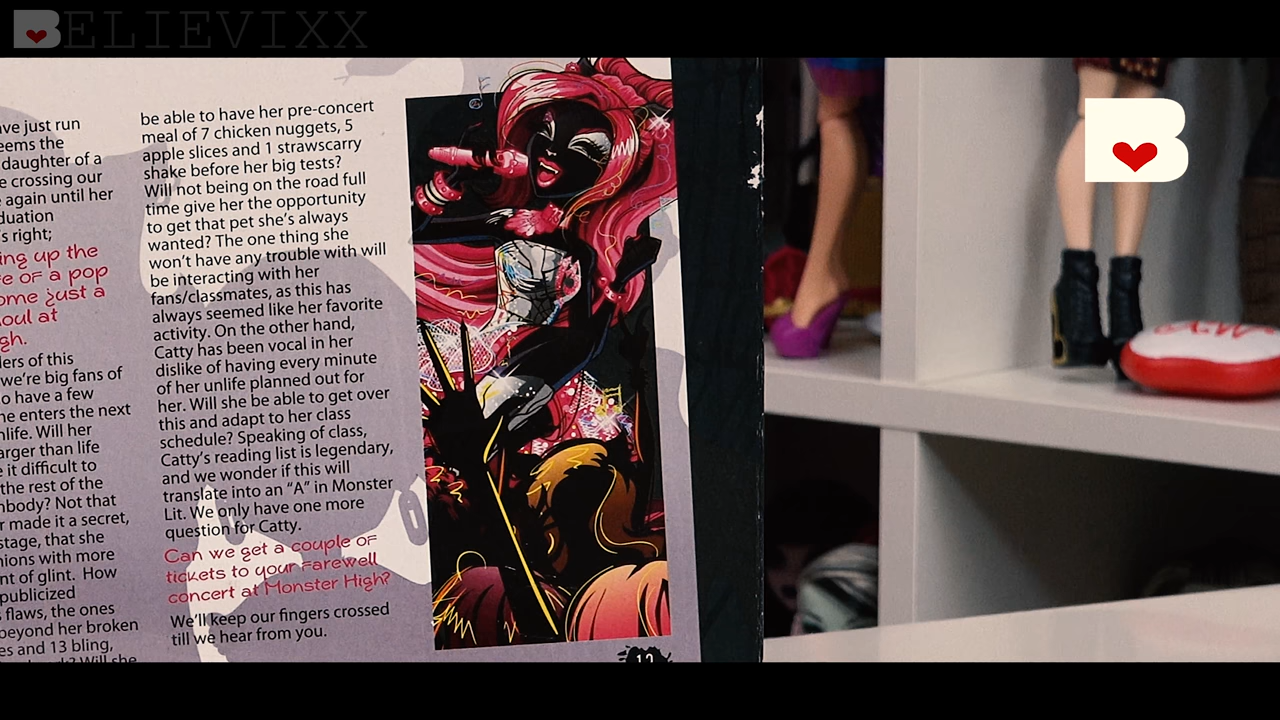 BELIEVIXX
B
ave just run
eems the
daughter of a
e crossing our
e again until her
duation
's right;
ing up the
e of a pop
ome just a
oul at
gh.
ders of this
we're big fans of
o have a few
he enters the next
nlife. Will her
arger than life
e it difficult to
the rest of the
nbody? Not that
r made it a secret,
stage, that she
nions with more
nt of glint. How
publicized
s flaws, the ones
beyond her broken
es and 13 bling,
Will she
be able to have her pre-concert
meal of 7 chicken nuggets, 5
apple slices and 1 strawscarry
shake before her big tests?
Will not being on the road full
time give her the opportunity
to get that pet she's always
wanted? The one thing she
won't have any trouble with will
be interacting with her
fans/classmates, as this has
always seemed like her favorite
activity. On the other hand,
Catty has been vocal in her
dislike of having every minute
of her unlife planned out for
her. Will she be able to get over
this and adapt to her class
schedule? Speaking of class,
Catty's reading list is legendary,
and we wonder if this will
translate into an "A" in Monster
Lit. We only have one more
question for Catty.
Can we get a couple of
tickets to your farewell
concert at Monster High?
We'll keep our fingers crossed
till we hear from you.